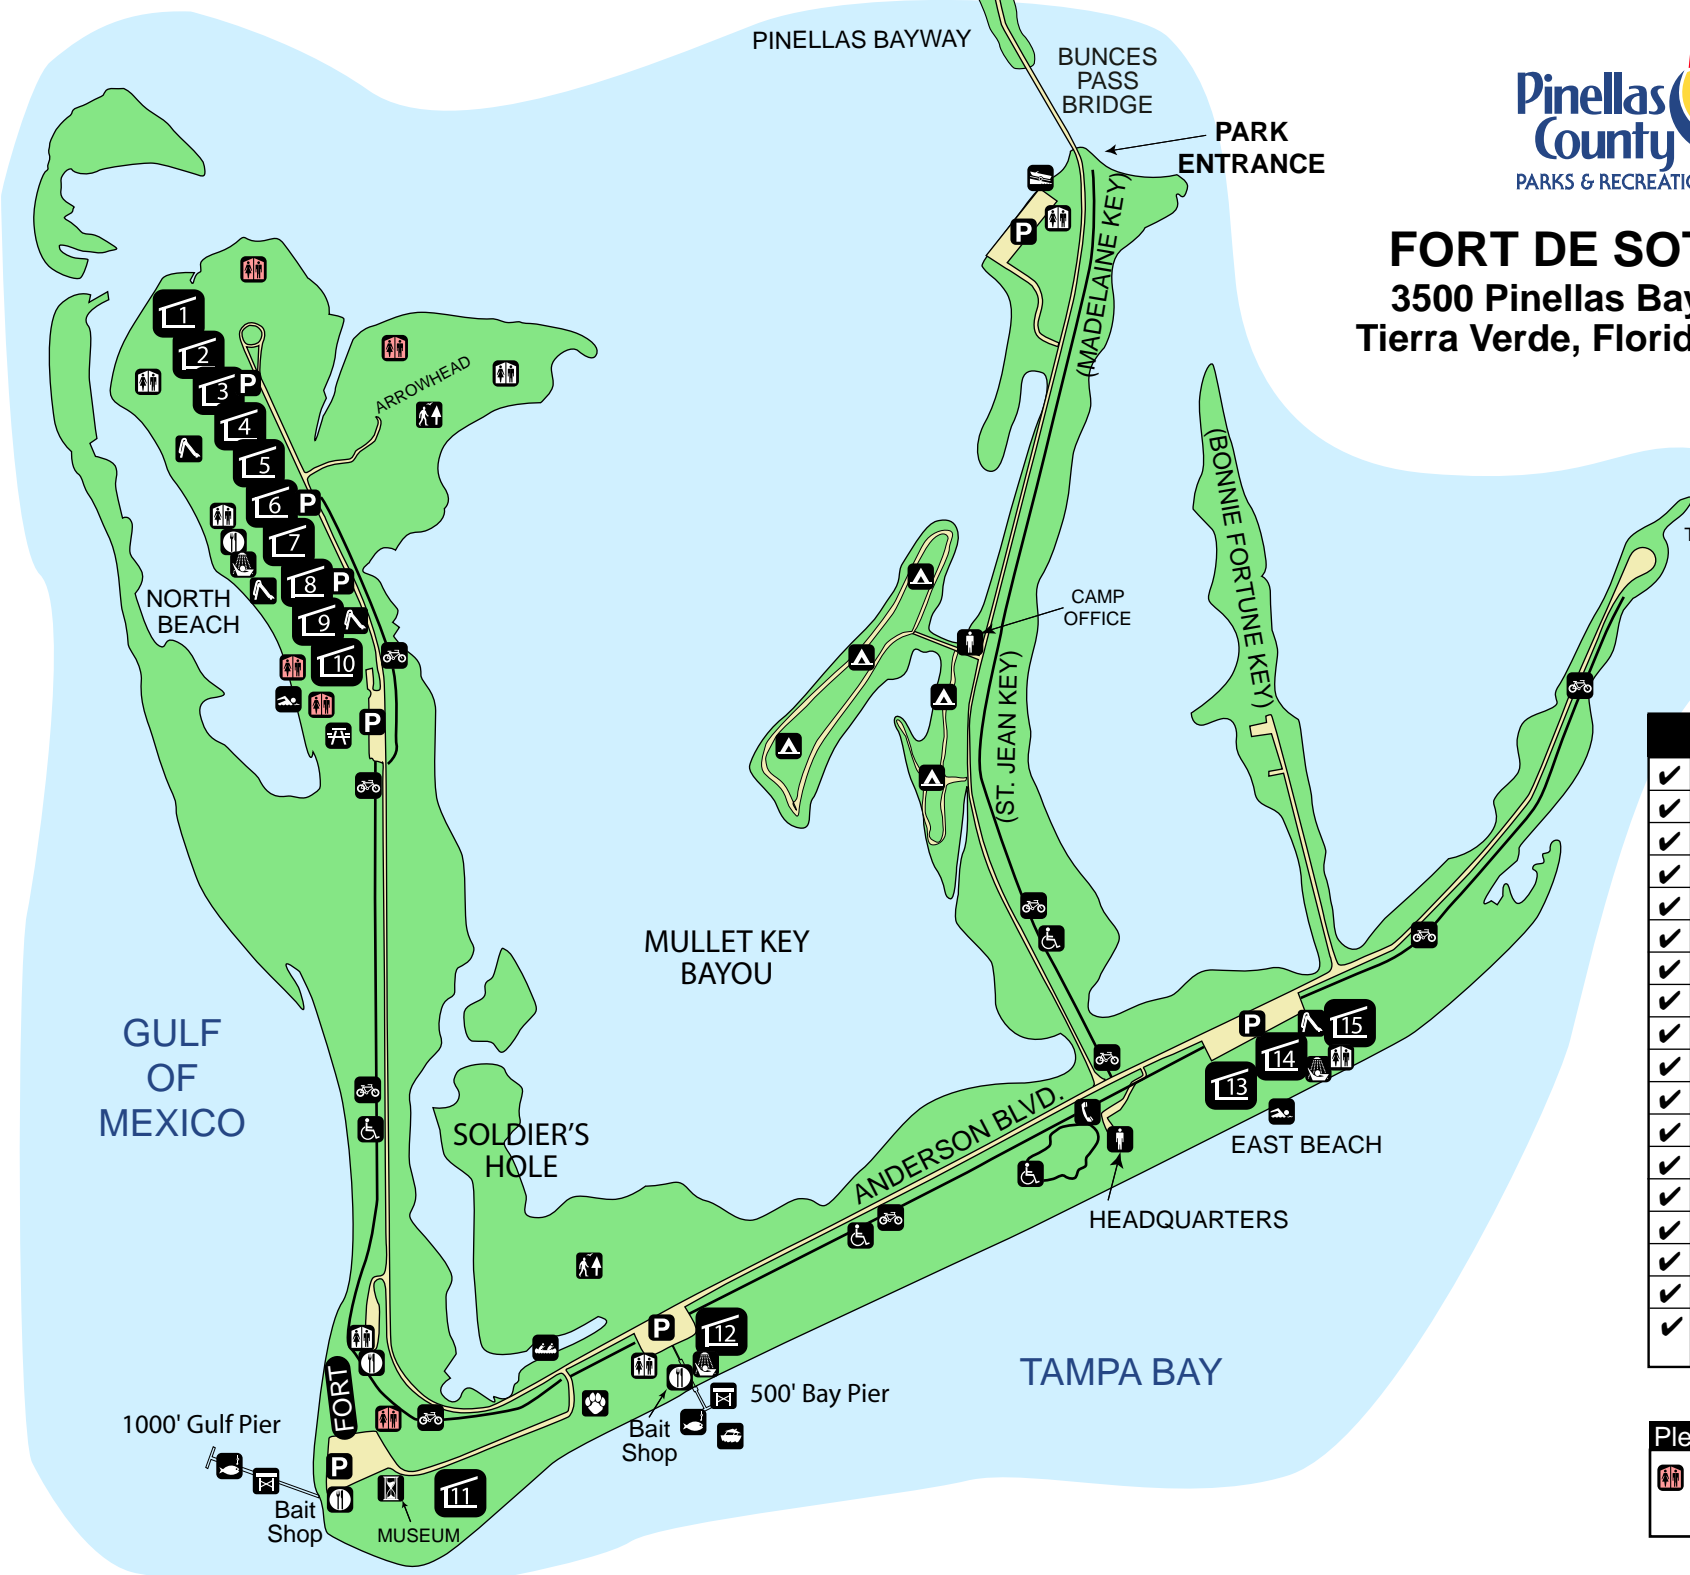 PINELLAS BAYWAY
BUNCES
PASS
BRIDGE
PARK
ENTRANCE
Pinellas
County
PARKS & RECREATI
FORT DE SO
3500 Pinellas Bay
Tierra Verde, Florid
(MADELAINE KEY)
P
1
2
3
P
4
5
6
P
7
8
P
9
10
P
ARROWHEAD
NORTH
BEACH
(BONNIE FORTUNE KEY)
CAMP
OFFICE
(ST. JEAN KEY)
MULLET KEY
BAYOU
GULF
OF
MEXICO
SOLDIER'S
HOLE
ANDERSON BLVD.
P
15
14
13
EAST BEACH
HEADQUARTERS
P
12
TAMPA BAY
500' Bay Pier
Bait
Shop
FORT
1000' Gulf Pier
P
11
Bait
Shop
MUSEUM
Ple